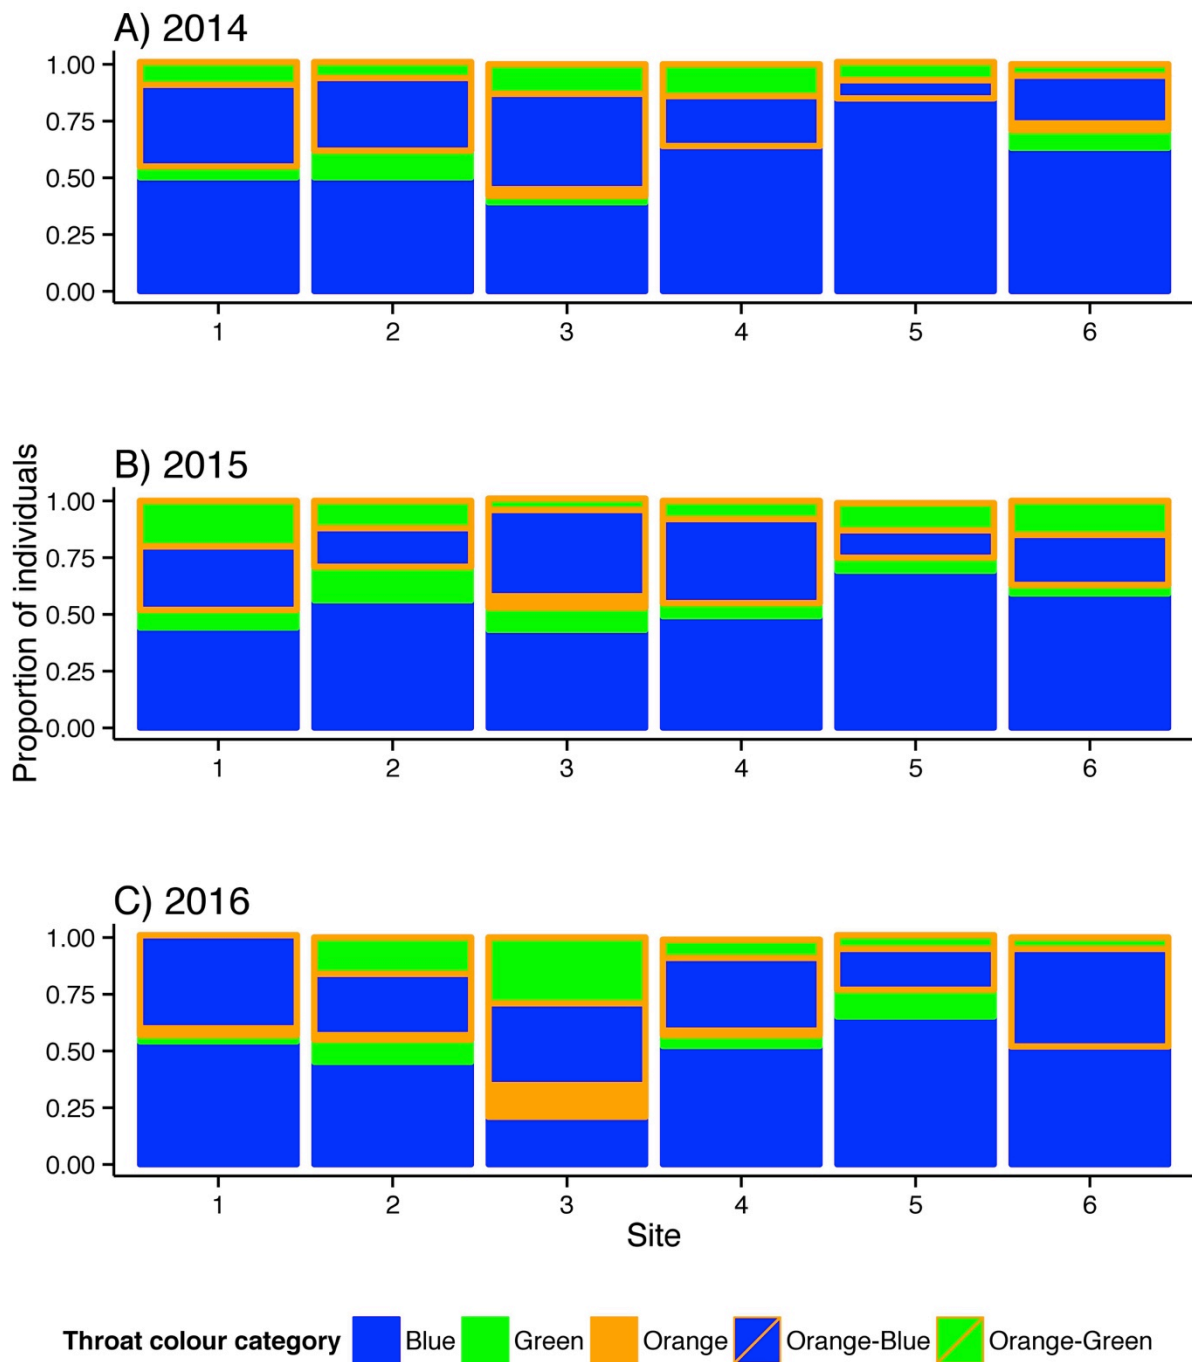 A) 2014
1.00
0.75
0.50
0.25
0.00
1 2 3 4 5 6
Proportion of individuals
B) 2015
1.00
0.75
0.50
0.25
0.00
1 2 3 4 5 6
C) 2016
1.00
0.75
0.50
0.25
0.00
1 2 3 4 5 6
Site
Throat colour category Blue Green Orange Orange-Blue Orange-Green